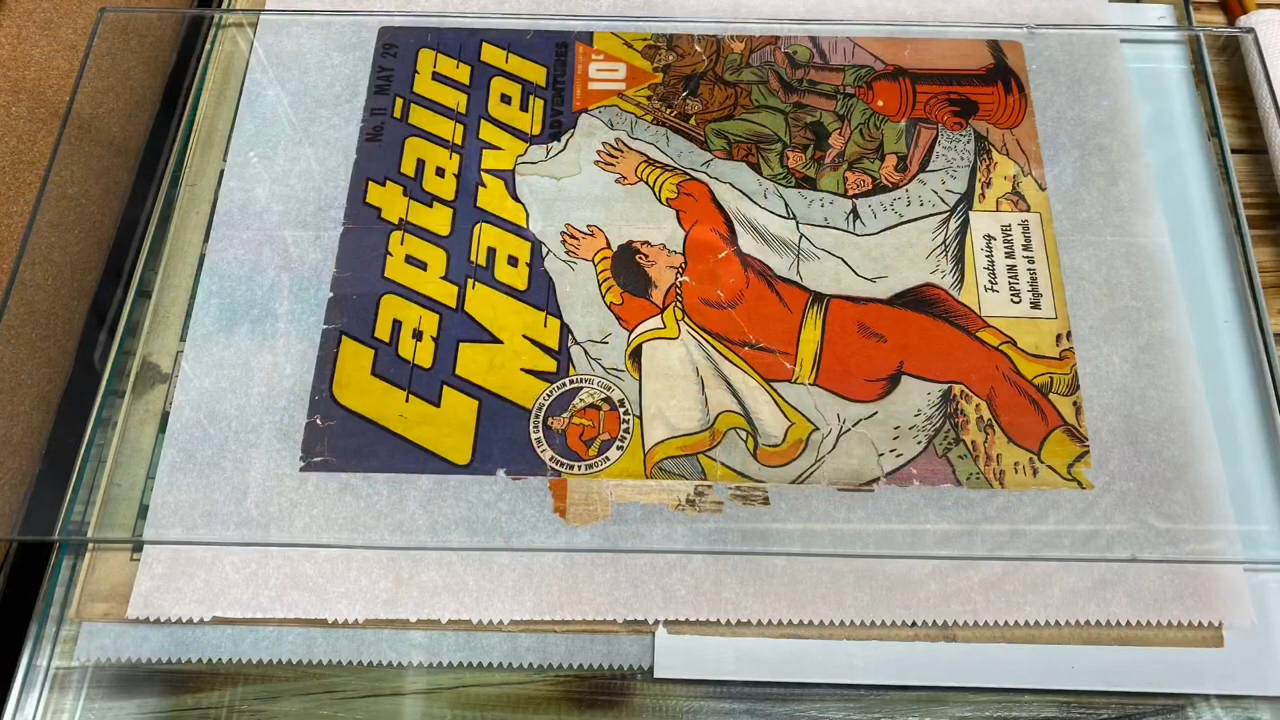 No. 11 MAY 29
Captain
Marvel
ADVENTURES
10¢
Featuring
CAPTAIN MARVEL
Mightiest of Mortals
BECOME A MEMBER! THE GROWING CAPTAIN MARVEL CLUB!
SHAZAM